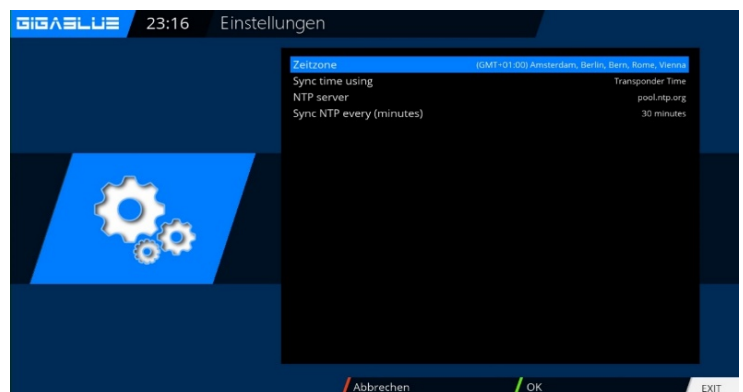 GIGABLUE 23:16 Einstellungen
Zeitzone (GMT+01:00) Amsterdam, Berlin, Bern, Rome, Vienna
Sync time using Transponder Time
NTP server pool.ntp.org
Sync NTP every (minutes) 30 minutes
Abbrechen OK EXIT